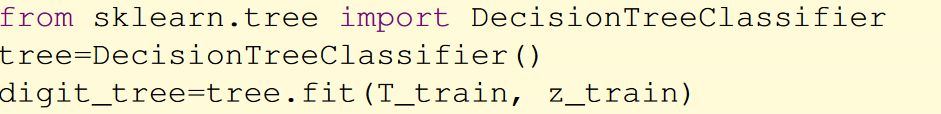 from sklearn.tree import DecisionTreeClassifier
tree=DecisionTreeClassifier()
digit_tree=tree.fit(T_train, z_train)